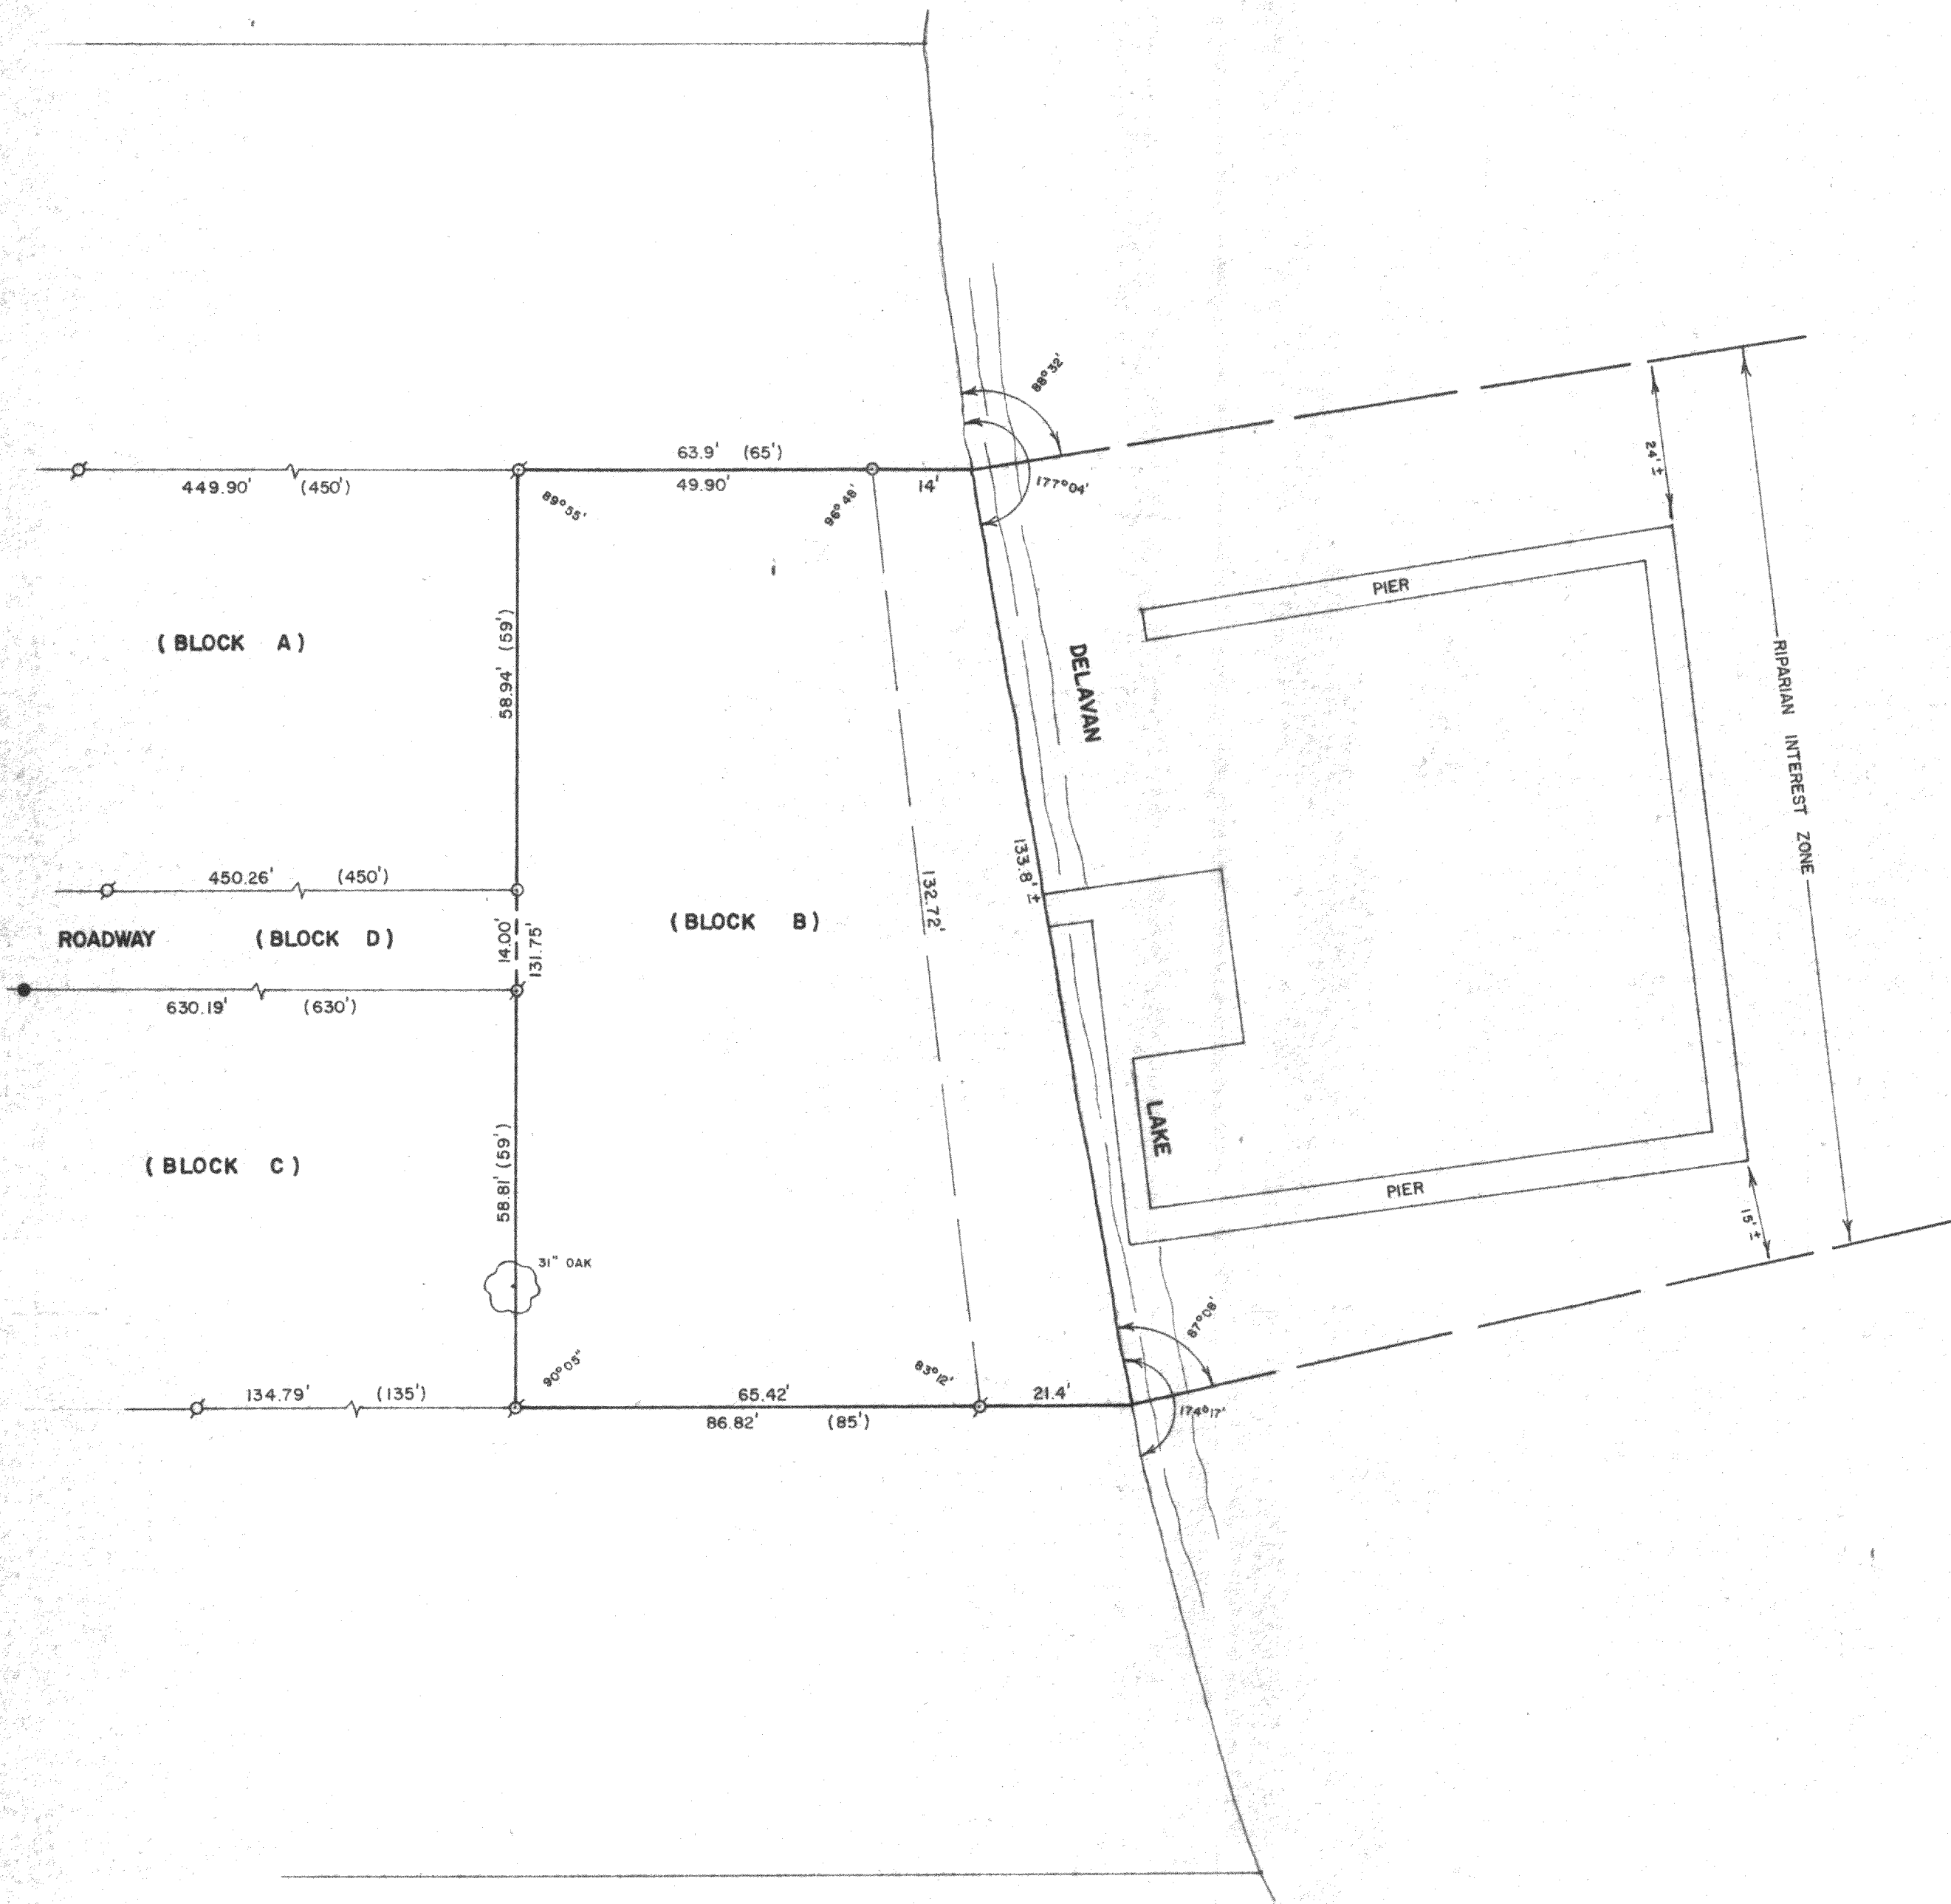 88°32'
63.9' (65')
449.90' (450')
49.90'
14'
177°04'
24'±
89°55'
96°48'
PIER
58.94' (59')
(BLOCK A)
DELAVAN
RIPARIAN INTEREST ZONE
450.26' (450')
133.8'±
132.72'
(BLOCK B)
ROADWAY (BLOCK D)
14.00'
131.75'
630.19' (630')
LAKE
(BLOCK C)
58.81' (59')
PIER
15'±
31" OAK
87°08'
90°05"
83°12'
134.79' (135')
65.42'
21.4'
86.82' (85')
174°17'